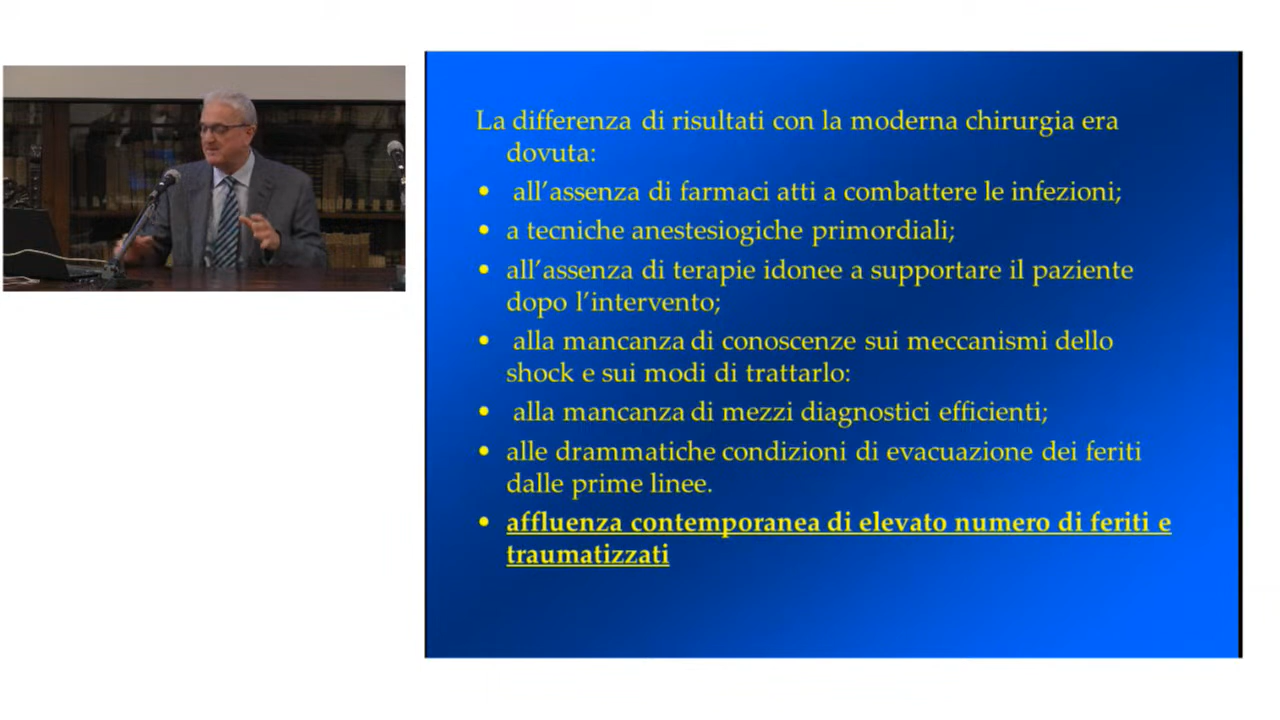 La differenza di risultati con la moderna chirurgia era
dovuta:
• all’assenza di farmaci atti a combattere le infezioni;
• a tecniche anestesiogiche primordiali;
• all’assenza di terapie idonee a supportare il paziente
dopo l’intervento;
• alla mancanza di conoscenze sui meccanismi dello
shock e sui modi di trattarlo:
• alla mancanza di mezzi diagnostici efficienti;
• alle drammatiche condizioni di evacuazione dei feriti
dalle prime linee.
• affluenza contemporanea di elevato numero di feriti e
traumatizzati